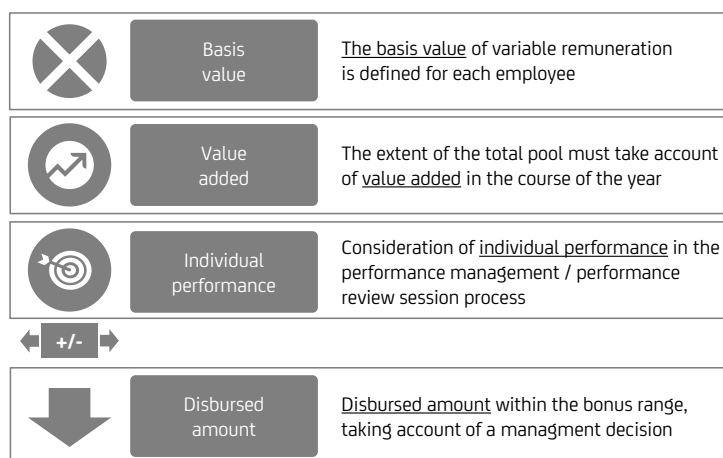 Basis
value
The basis value of variable remuneration
is defined for each employee
Value
added
The extent of the total pool must take account
of value added in the course of the year
Individual
performance
Consideration of individual performance in the
performance management / performance
review session process
+/-
Disbursed
amount
Disbursed amount within the bonus range,
taking account of a managment decision